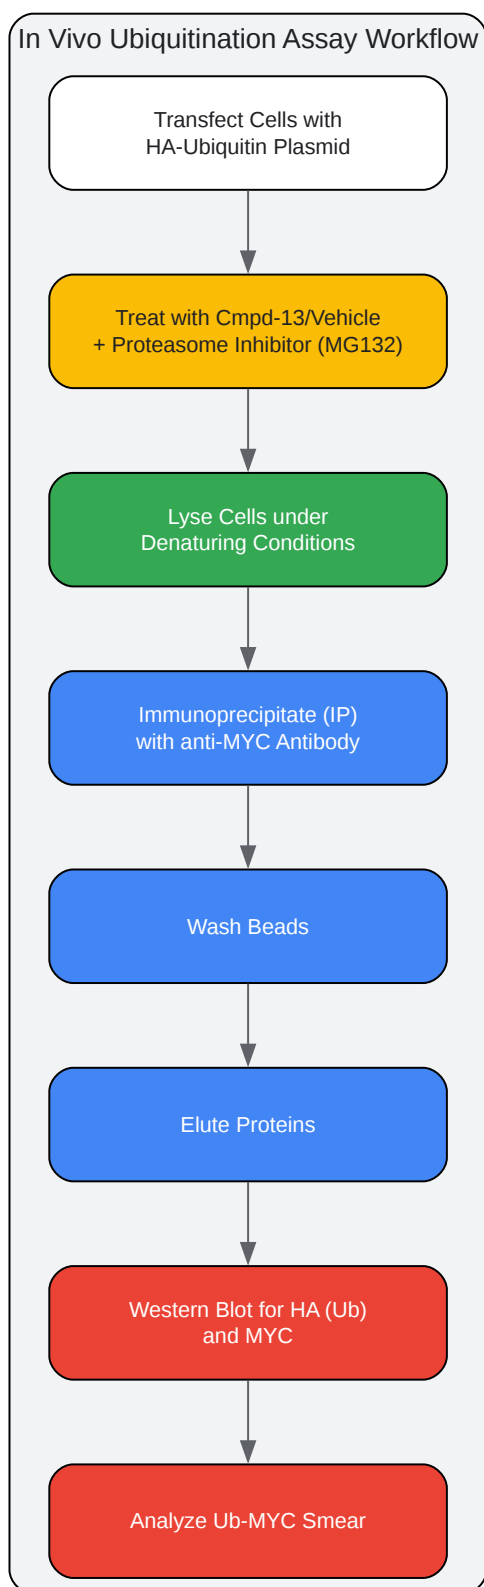 In Vivo Ubiquitination Assay Workflow
Transfect Cells with
HA-Ubiquitin Plasmid
Treat with Cmpd-13/Vehicle
+ Proteasome Inhibitor (MG132)
Lyse Cells under
Denaturing Conditions
Immunoprecipitate (IP)
with anti-MYC Antibody
Wash Beads
Elute Proteins
Western Blot for HA (Ub)
and MYC
Analyze Ub-MYC Smear